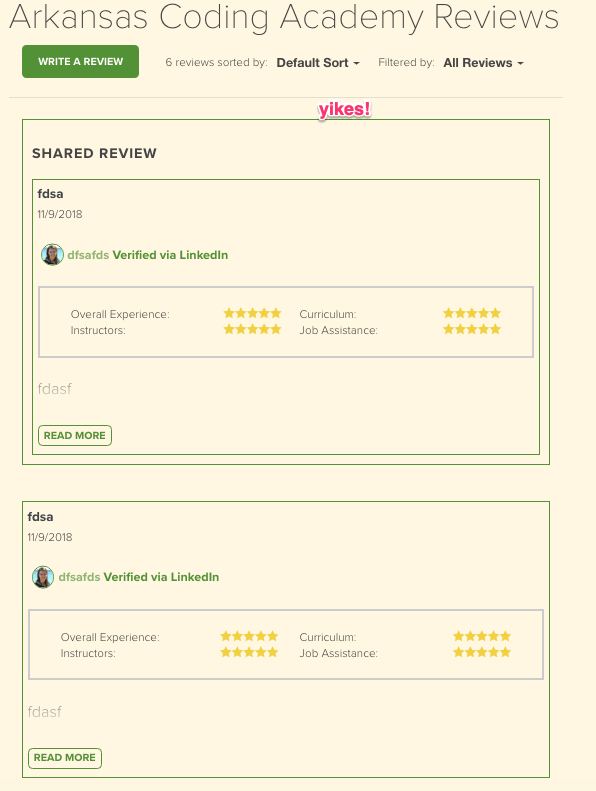 Arkansas Coding Academy Reviews
WRITE A REVIEW 6 reviews sorted by: Default Sort Filtered by: All Reviews
yikes!
SHARED REVIEW
fdsa
11/9/2018
dfsafds Verified via LinkedIn
Overall Experience: Curriculum:
Instructors: Job Assistance:
fdasf
READ MORE
fdsa
11/9/2018
dfsafds Verified via LinkedIn
Overall Experience: Curriculum:
Instructors: Job Assistance:
fdasf
READ MORE